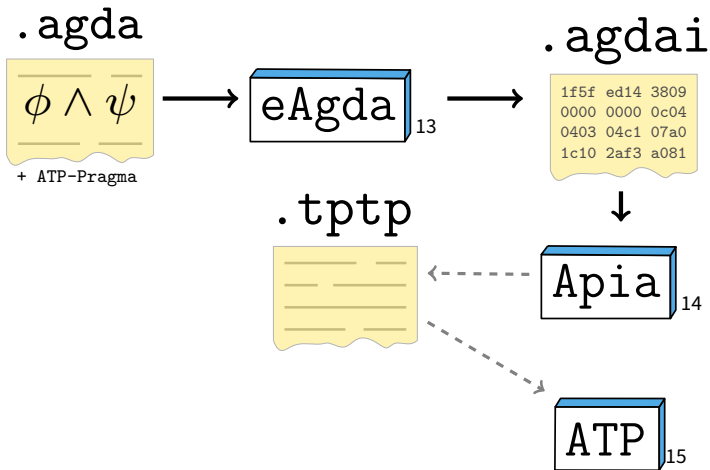 .agda
ϕ ∧ ψ
+ ATP-Pragma
eAgda
13
.agdai
1f5f ed14 3809
0000 0000 0c04
0403 04c1 07a0
1c10 2af3 a081
.tptp
Apia
14
ATP
15